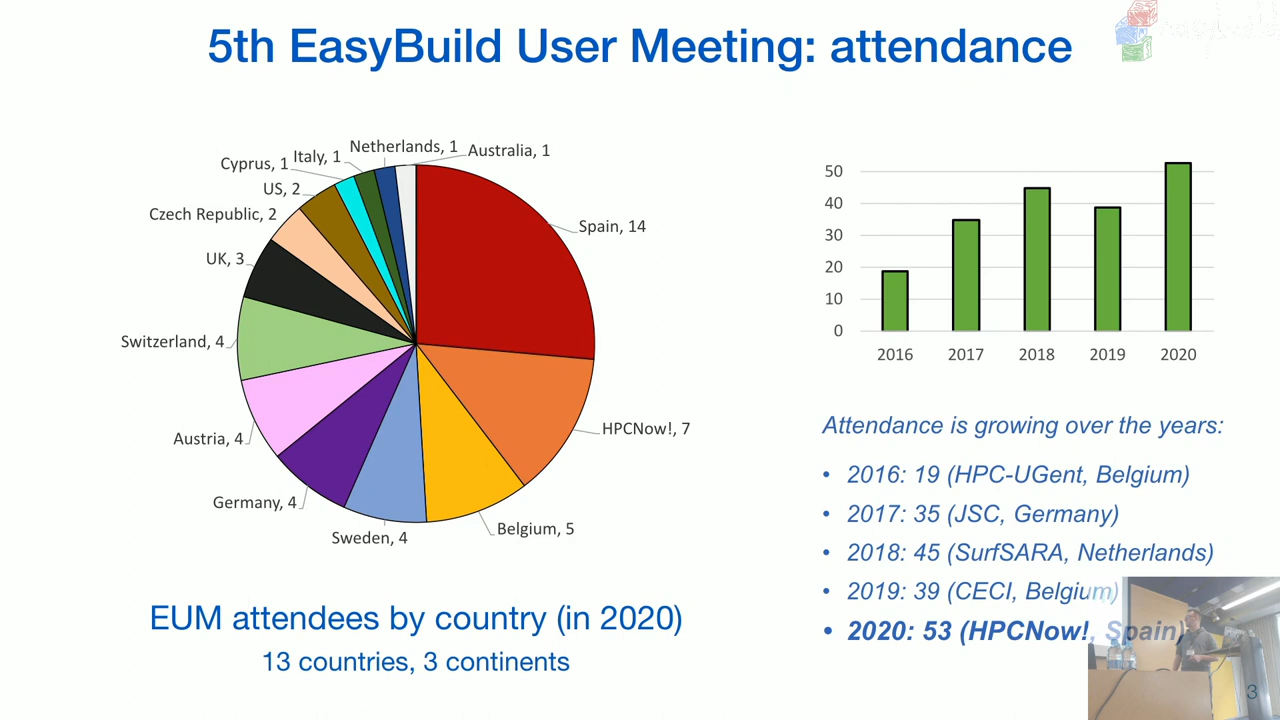 5th EasyBuild User Meeting: attendance
Netherlands, 1
Australia, 1
Italy, 1
Cyprus, 1
US, 2
Czech Republic, 2
UK, 3
Switzerland, 4
Austria, 4
Germany, 4
Sweden, 4
Belgium, 5
HPCNow!, 7
Spain, 14
EUM attendees by country (in 2020)
13 countries, 3 continents
50
40
30
20
10
0
2016 2017 2018 2019 2020
Attendance is growing over the years:
• 2016: 19 (HPC-UGent, Belgium)
• 2017: 35 (JSC, Germany)
• 2018: 45 (SurfSARA, Netherlands)
• 2019: 39 (CECI, Belgium)
• 2020: 53 (HPCNow!, Spain)
3